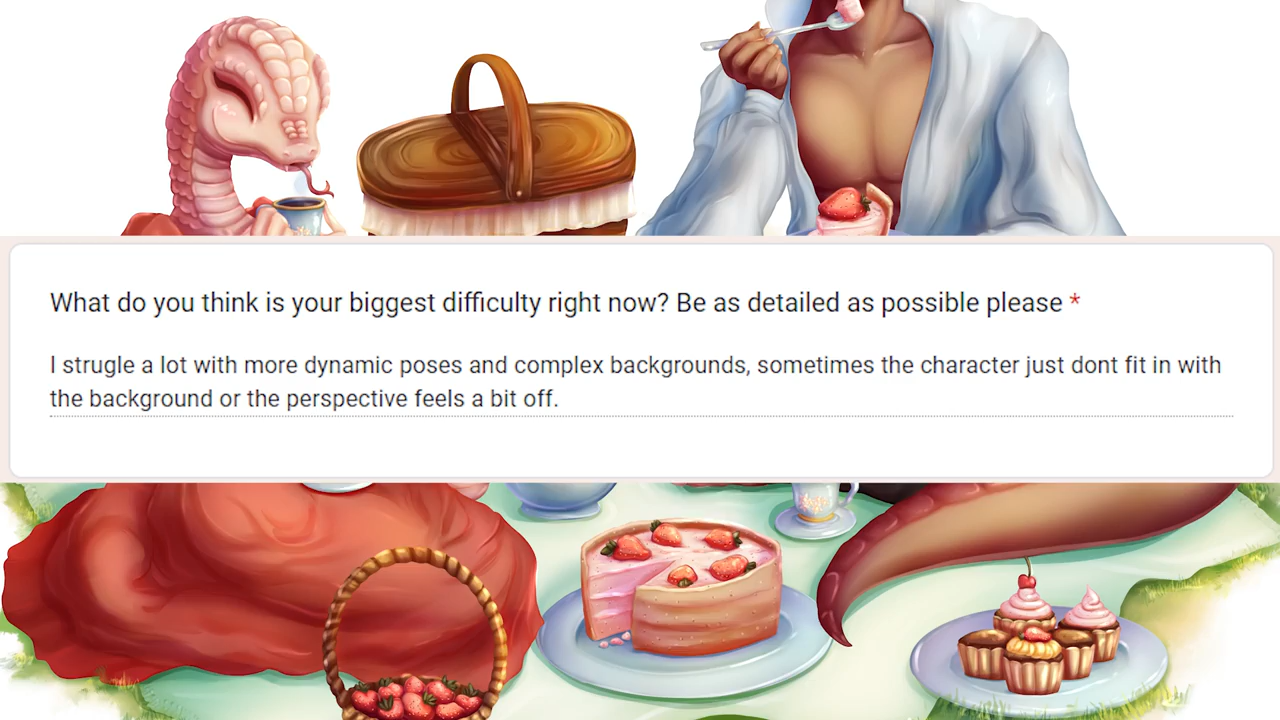 What do you think is your biggest difficulty right now? Be as detailed as possible please *
I strugle a lot with more dynamic poses and complex backgrounds, sometimes the character just dont fit in with
the background or the perspective feels a bit off.